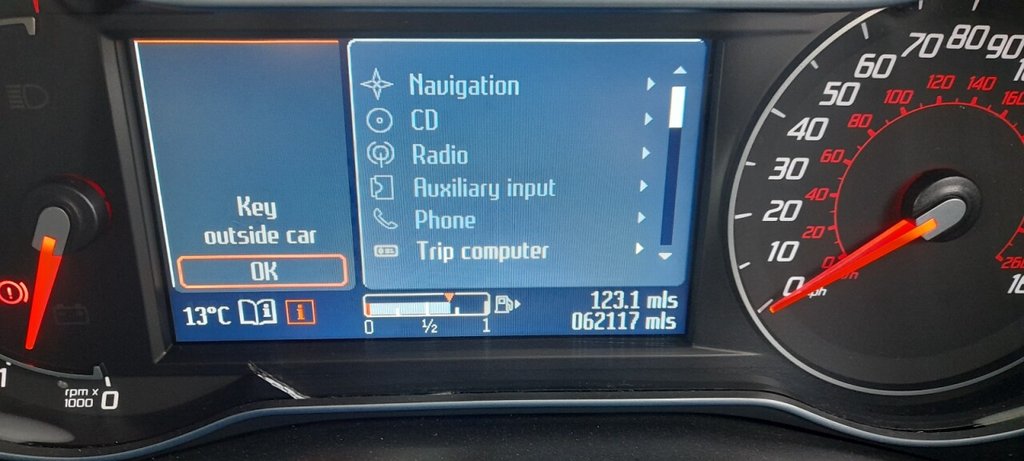 Navigation
CD
Radio
Auxiliary input
Phone
Trip computer
Key
outside car
OK
13°C
0 ½ 1
123.1 mls
062117 mls
1 0
rpm x
1000
0 10 20 30 40 50 60 70 80 90
20 40 60 80 100 120 140 160
260